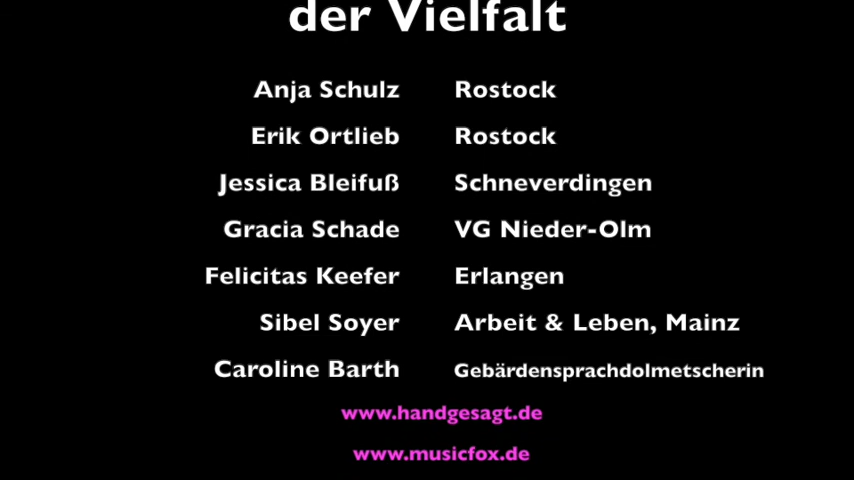 der Vielfalt
Anja Schulz Rostock
Erik Ortlieb Rostock
Jessica Bleifuß Schneverdingen
Gracia Schade VG Nieder-Olm
Felicitas Keefer Erlangen
Sibel Soyer Arbeit & Leben, Mainz
Caroline Barth Gebärdensprachdolmetscherin
www.handgesagt.de
www.musicfox.de